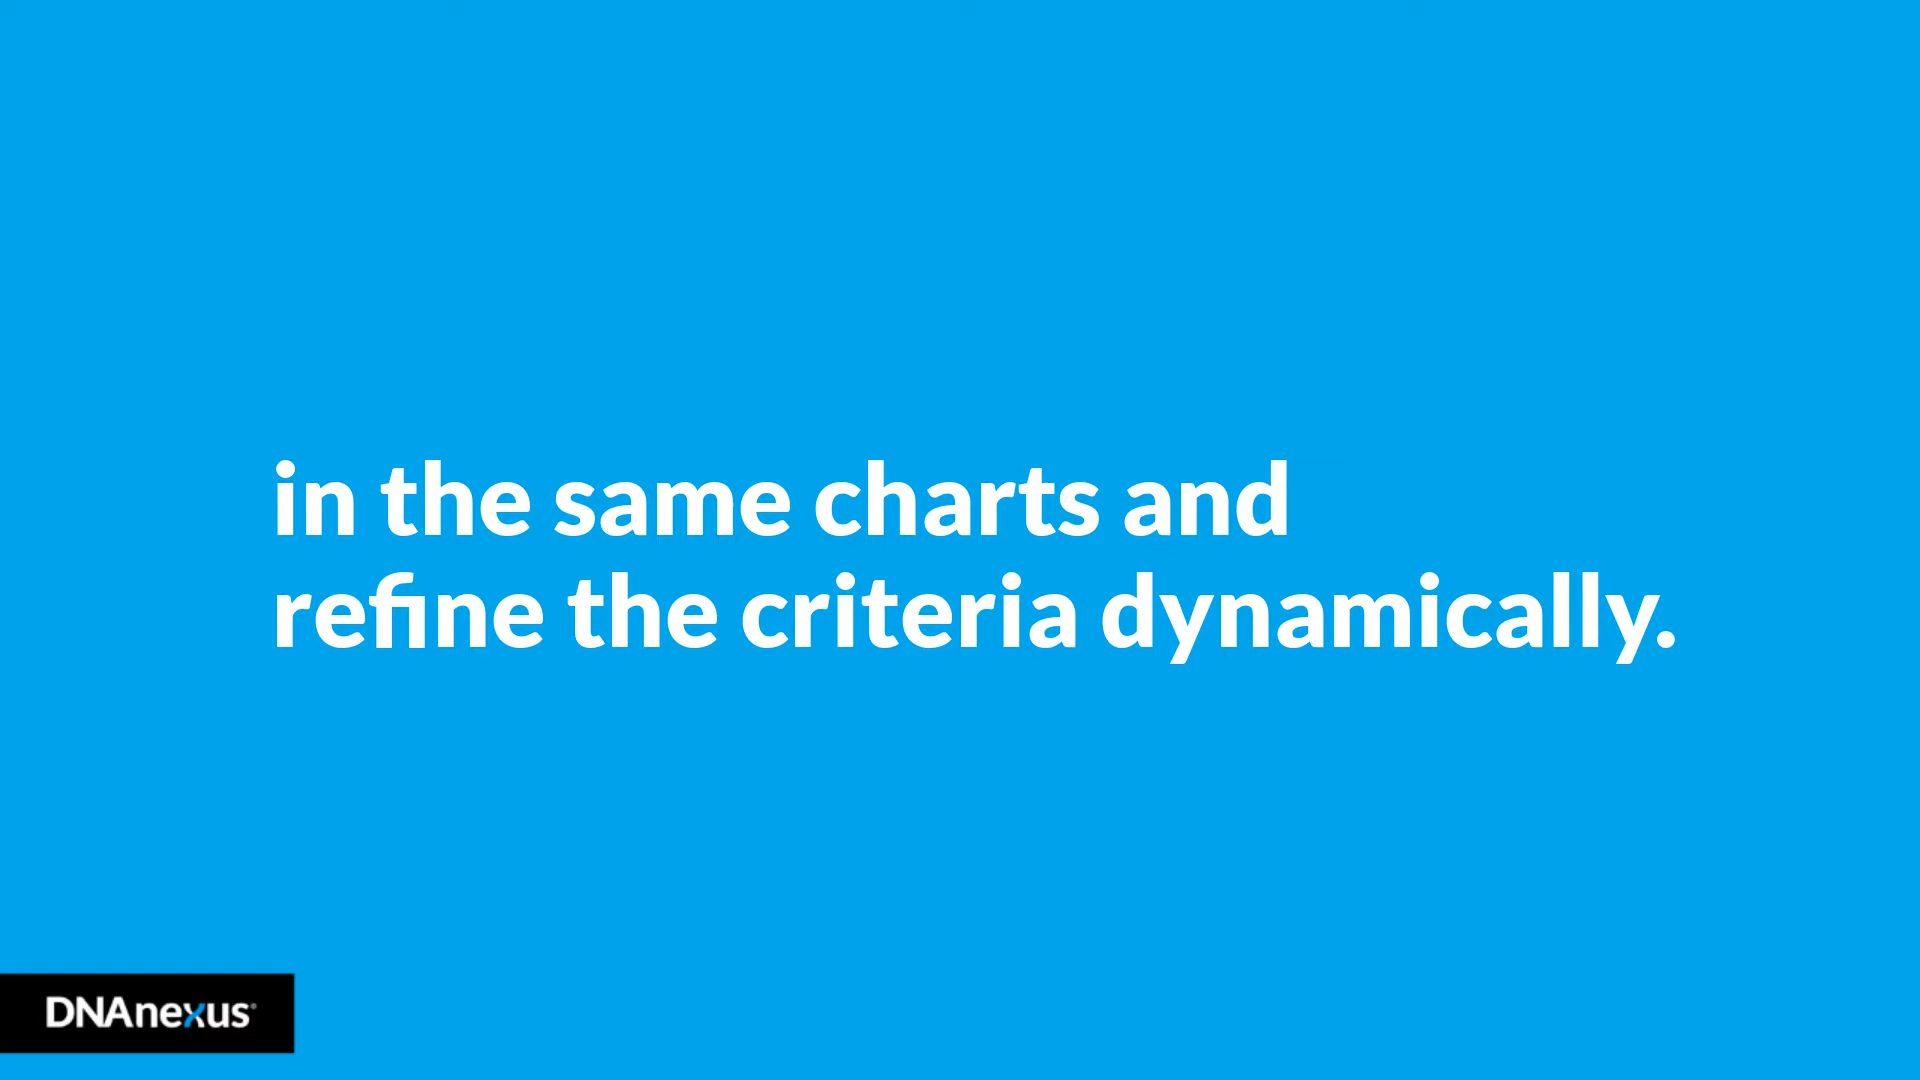 in the same charts and
refine the criteria dynamically.
DNAnexus®